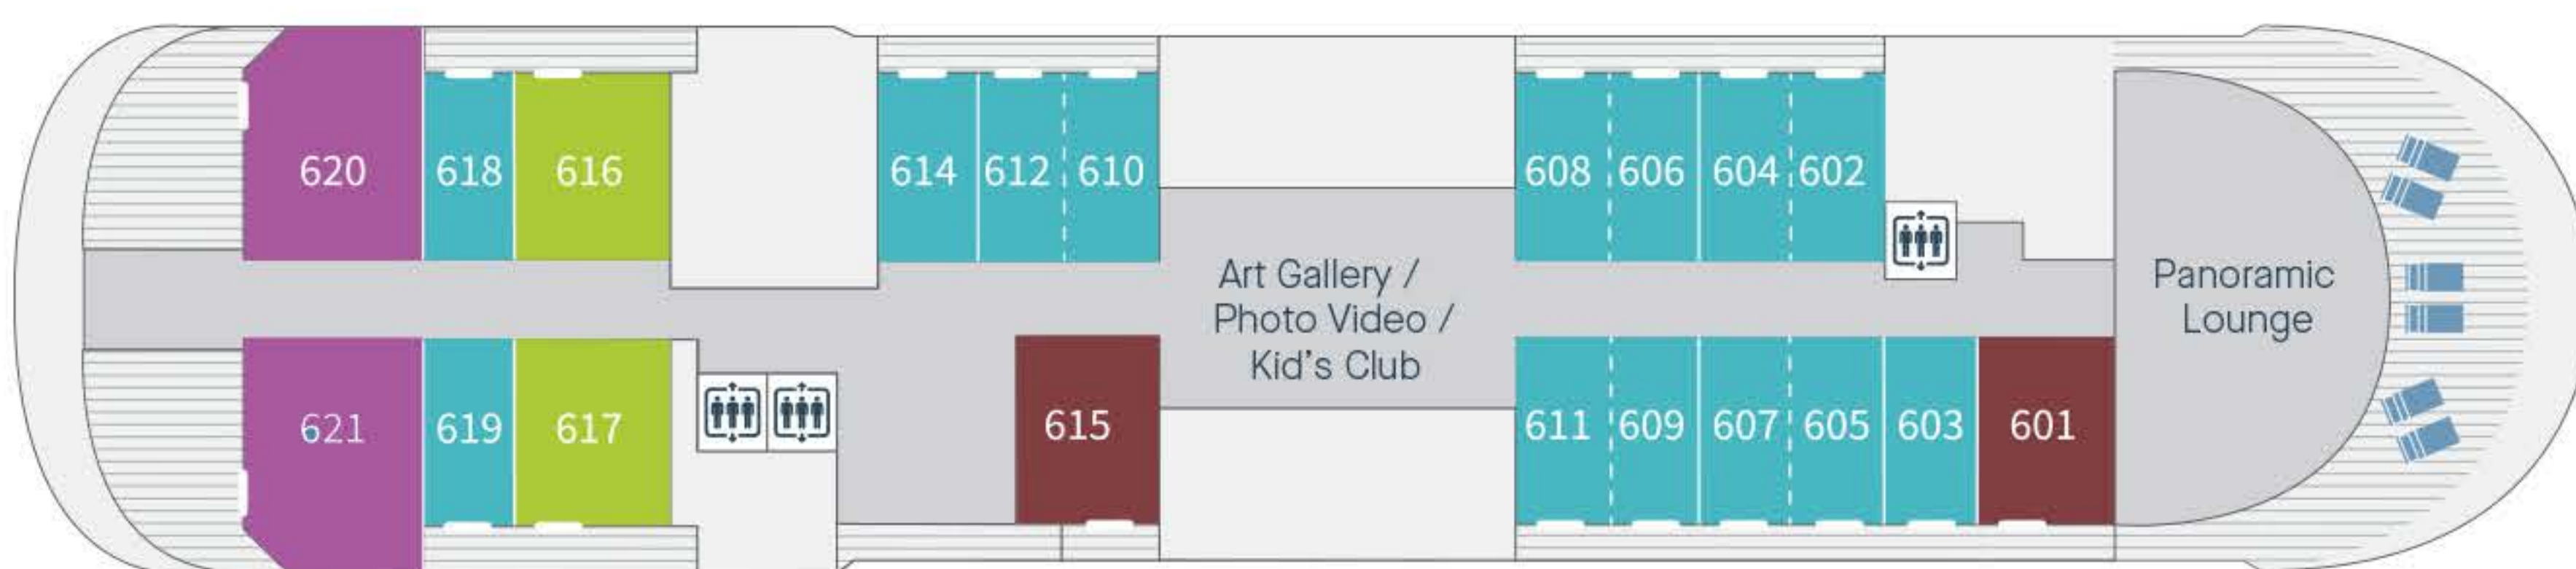 620 618 616 614 612 610 608 606 604 602
Art Gallery /
Photo Video /
Kid's Club
Panoramic
Lounge
621 619 617 615 611 609 607 605 603 601